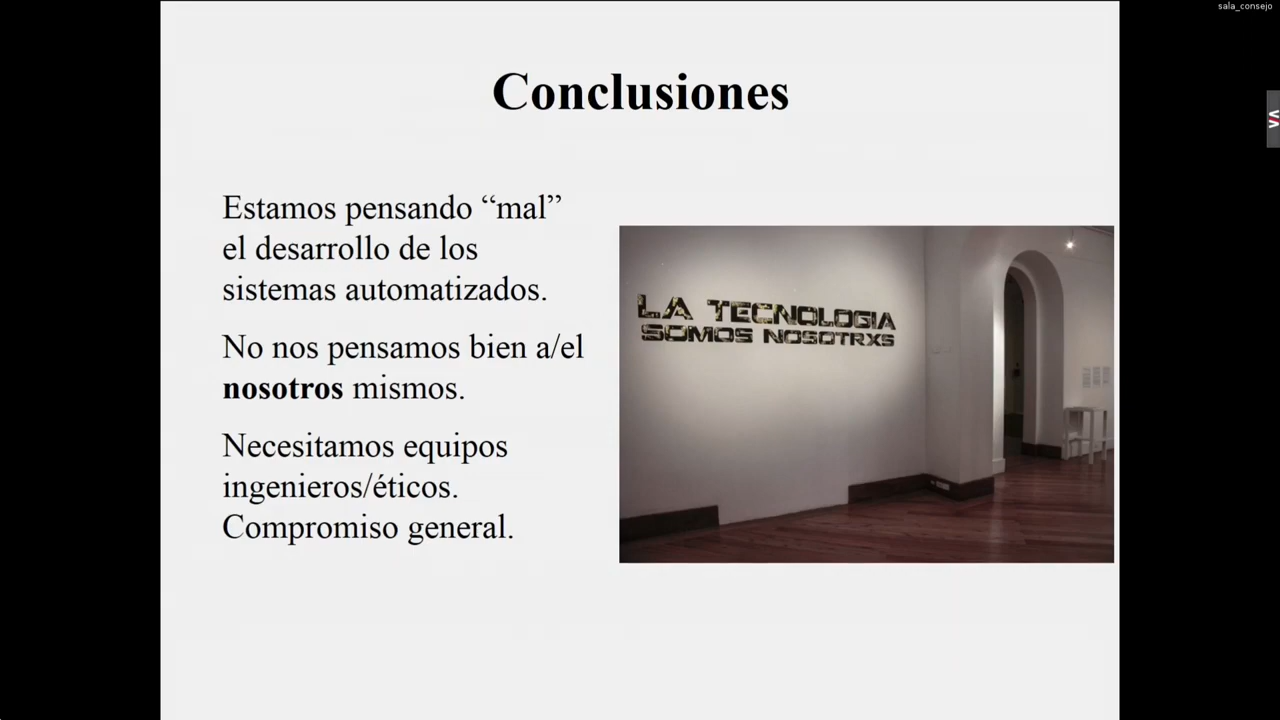 sala_consejo
Conclusiones
Estamos pensando “mal”
el desarrollo de los
sistemas automatizados.
No nos pensamos bien a/el
nosotros mismos.
Necesitamos equipos
ingenieros/éticos.
Compromiso general.
LA TECNOLOGIA
SOMOS NOSOTRXS